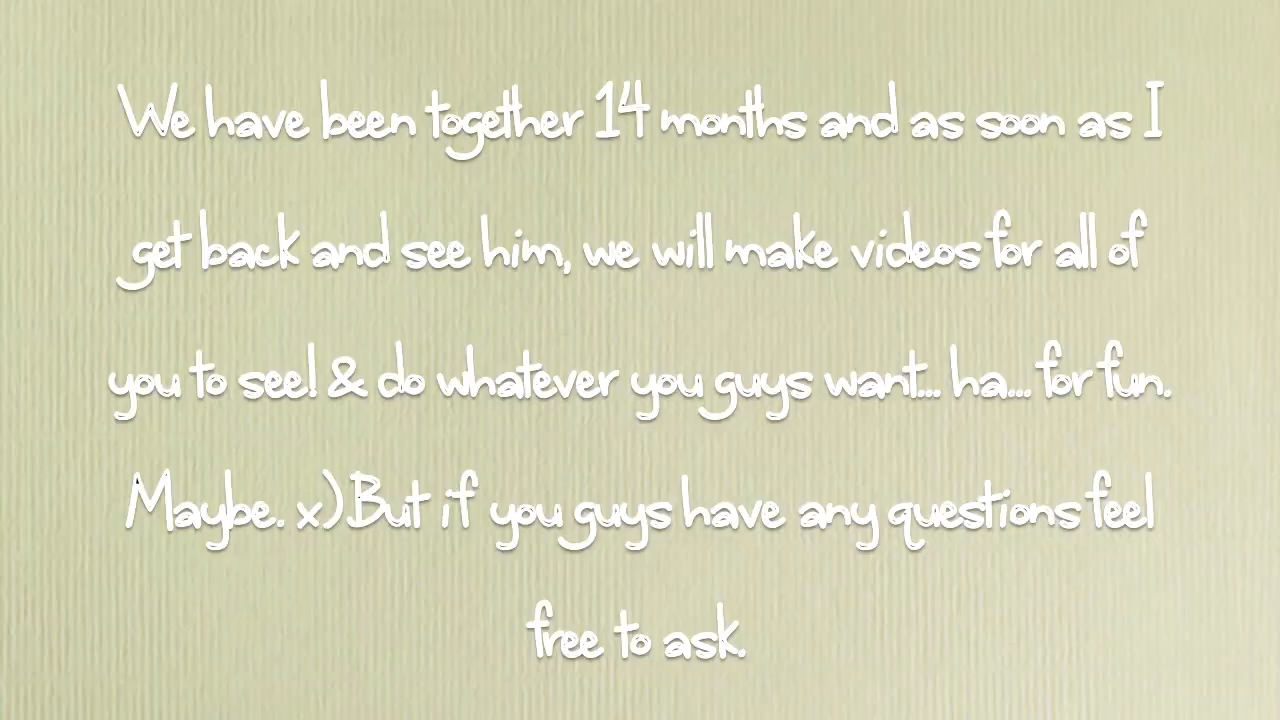 We have been together 14 months and as soon as I
get back and see him, we will make videos for all of
you to see! & do whatever you guys want... ha... for fun.
Maybe. x) But if you guys have any questions feel
free to ask.